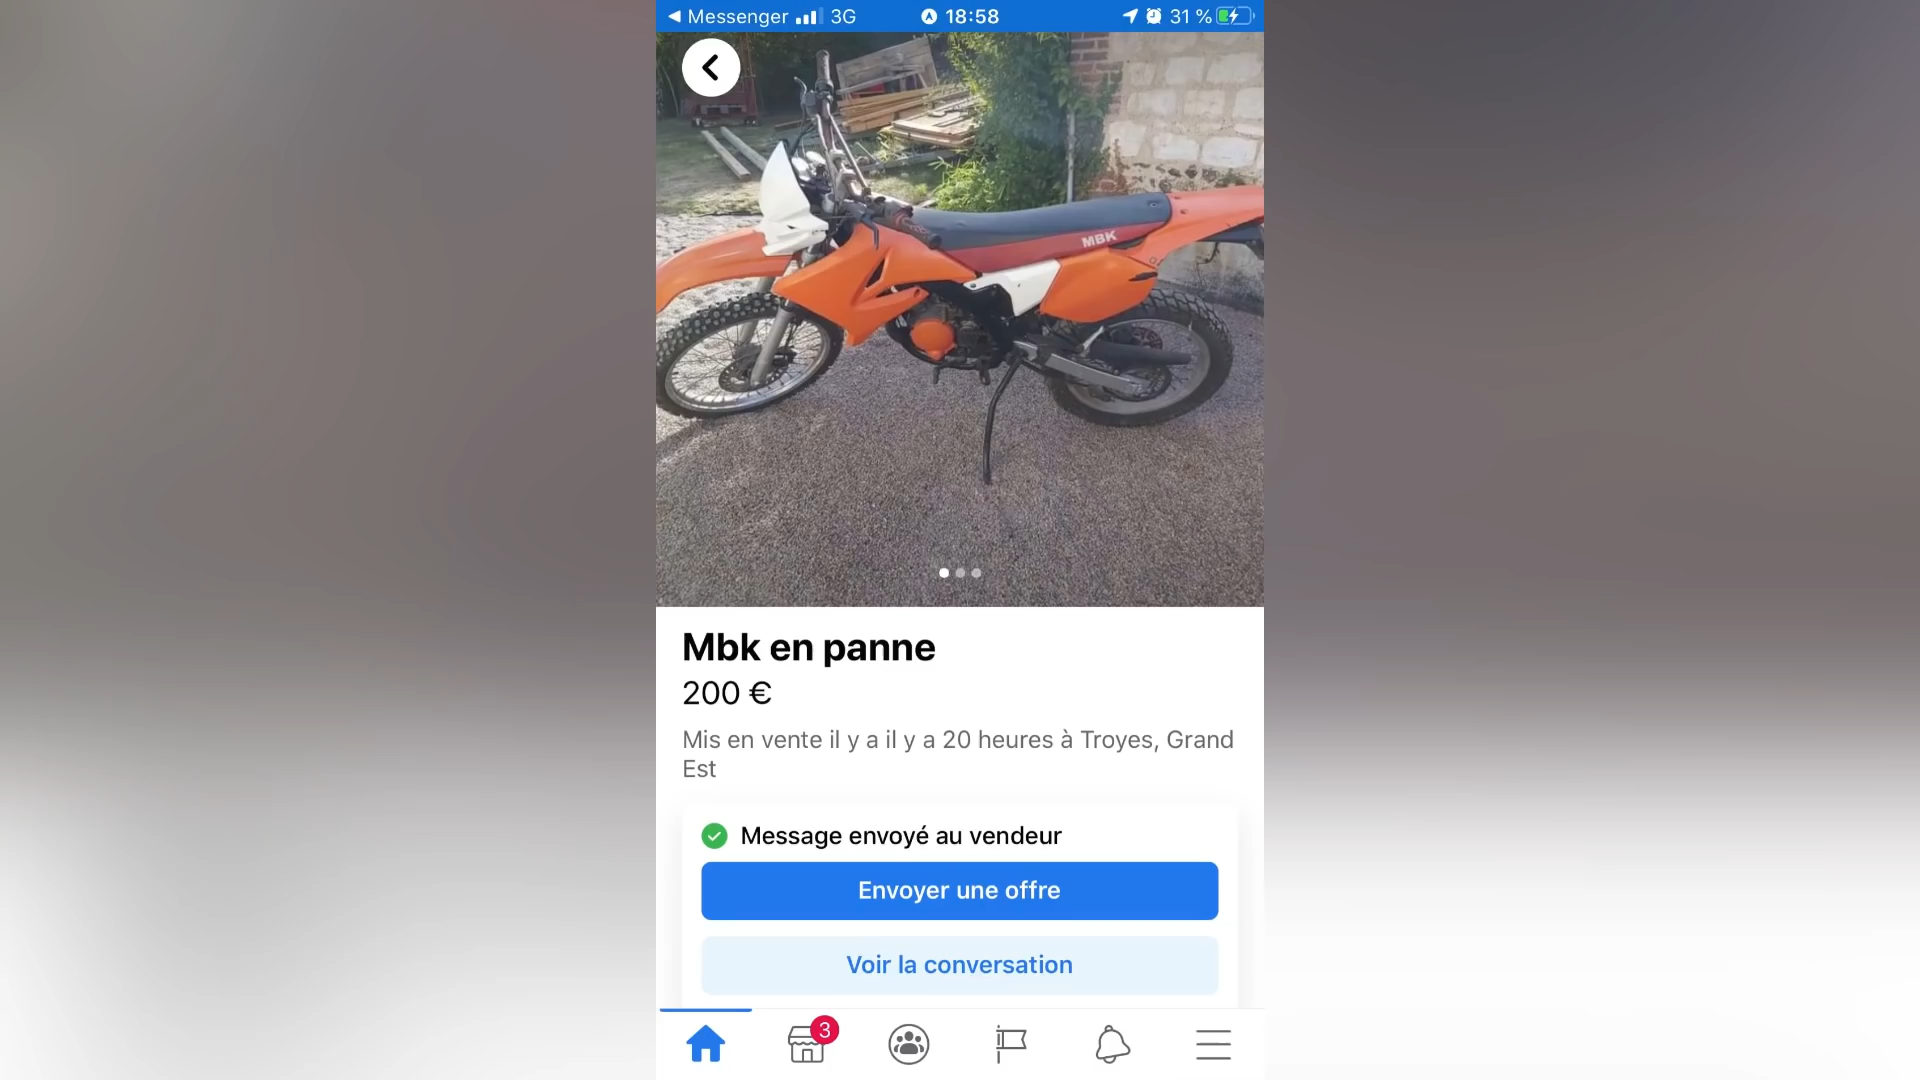 Messenger 3G 18:58 31 %
MBK
Mbk en panne
200 €
Mis en vente il y a il y a 20 heures à Troyes, Grand
Est
Message envoyé au vendeur
Envoyer une offre
Voir la conversation
3